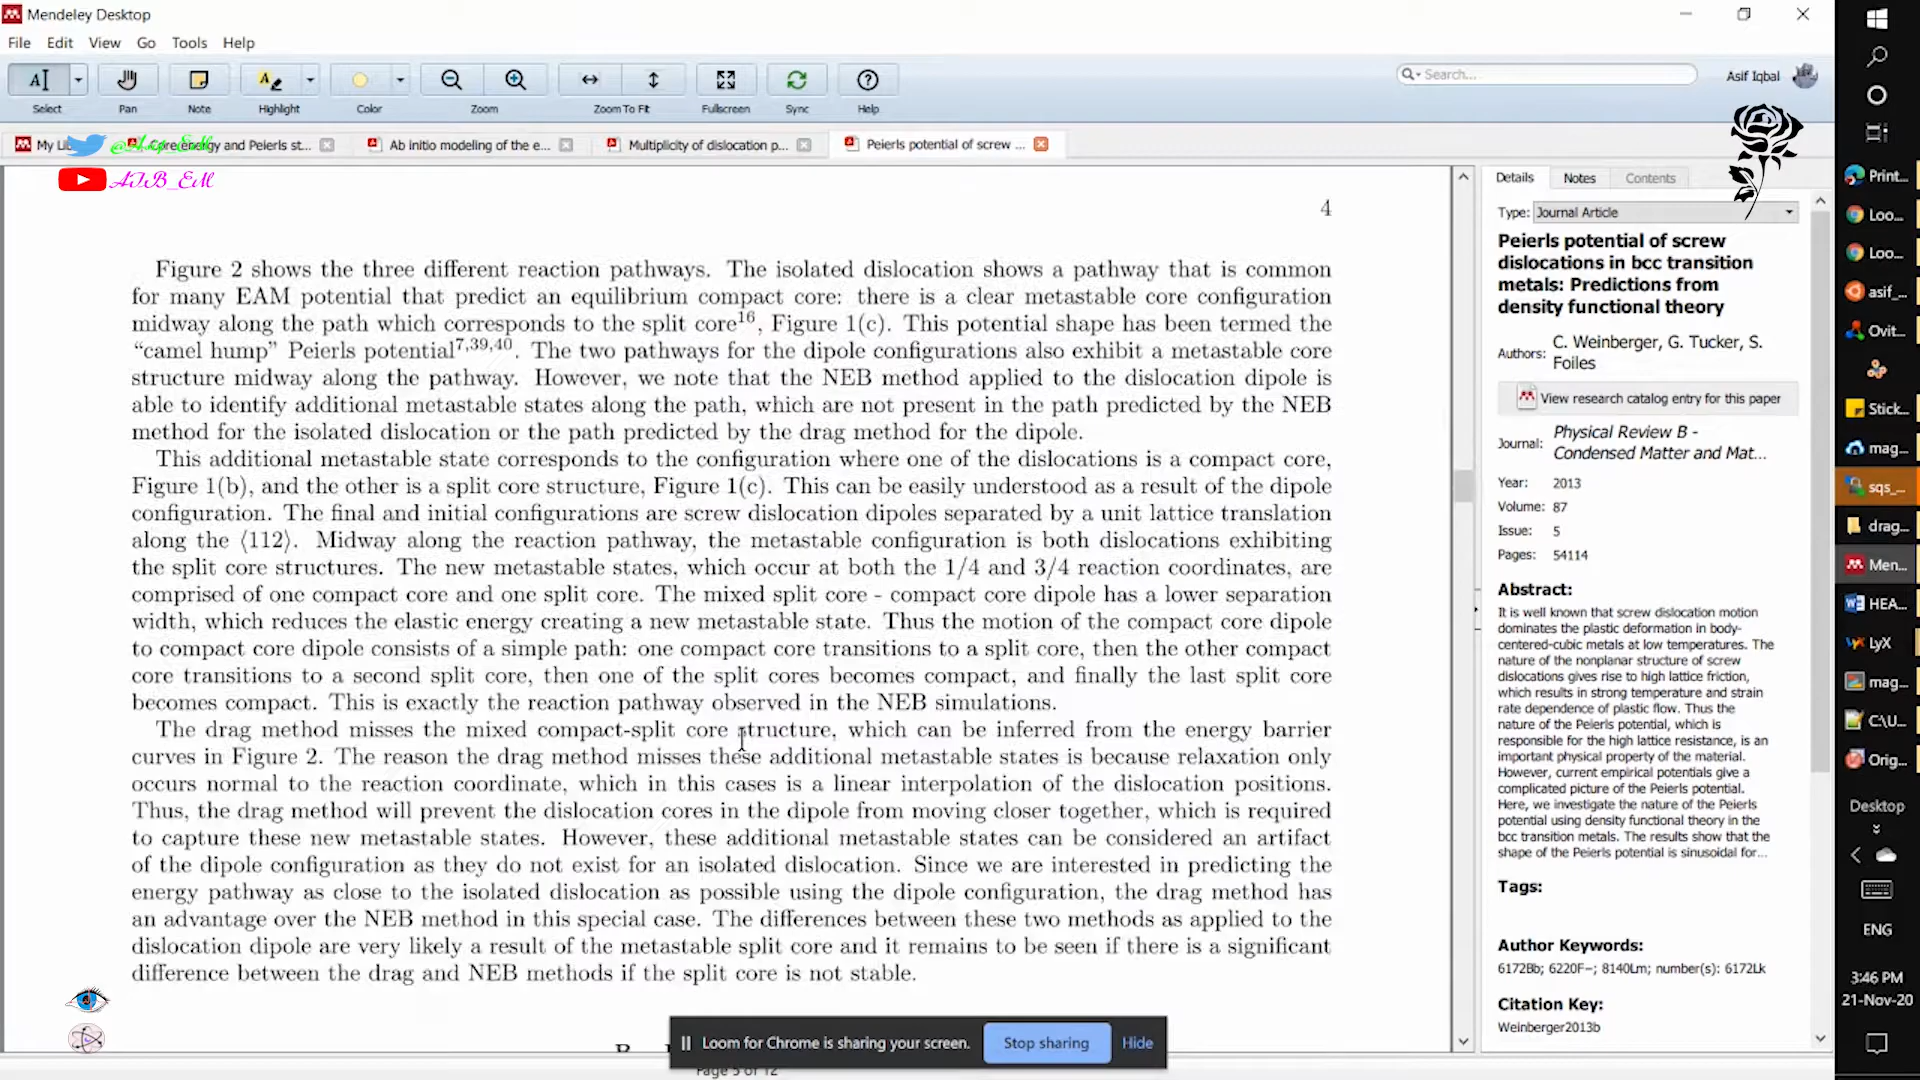 Mendeley Desktop
File Edit View Go Tools Help
Select Pan Note Highlight Color Zoom Zoom To Fit Fullscreen Sync Help
Search...
Asif Iqbal
My Li
Core energy and Peierls st...
Ab initio modeling of the e...
Multiplicity of dislocation p...
Peierls potential of screw ...
AIB_EM
4
Figure 2 shows the three different reaction pathways. The isolated dislocation shows a pathway that is common
for many EAM potential that predict an equilibrium compact core: there is a clear metastable core configuration
midway along the path which corresponds to the split core16, Figure 1(c). This potential shape has been termed the
“camel hump” Peierls potential7,39,40. The two pathways for the dipole configurations also exhibit a metastable core
structure midway along the pathway. However, we note that the NEB method applied to the dislocation dipole is
able to identify additional metastable states along the path, which are not present in the path predicted by the NEB
method for the isolated dislocation or the path predicted by the drag method for the dipole.
This additional metastable state corresponds to the configuration where one of the dislocations is a compact core,
Figure 1(b), and the other is a split core structure, Figure 1(c). This can be easily understood as a result of the dipole
configuration. The final and initial configurations are screw dislocation dipoles separated by a unit lattice translation
along the ⟨112⟩. Midway along the reaction pathway, the metastable configuration is both dislocations exhibiting
the split core structures. The new metastable states, which occur at both the 1/4 and 3/4 reaction coordinates, are
comprised of one compact core and one split core. The mixed split core - compact core dipole has a lower separation
width, which reduces the elastic energy creating a new metastable state. Thus the motion of the compact core dipole
to compact core dipole consists of a simple path: one compact core transitions to a split core, then the other compact
core transitions to a second split core, then one of the split cores becomes compact, and finally the last split core
becomes compact. This is exactly the reaction pathway observed in the NEB simulations.
The drag method misses the mixed compact-split core structure, which can be inferred from the energy barrier
curves in Figure 2. The reason the drag method misses these additional metastable states is because relaxation only
occurs normal to the reaction coordinate, which in this cases is a linear interpolation of the dislocation positions.
Thus, the drag method will prevent the dislocation cores in the dipole from moving closer together, which is required
to capture these new metastable states. However, these additional metastable states can be considered an artifact
of the dipole configuration as they do not exist for an isolated dislocation. Since we are interested in predicting the
energy pathway as close to the isolated dislocation as possible using the dipole configuration, the drag method has
an advantage over the NEB method in this special case. The differences between these two methods as applied to the
dislocation dipole are very likely a result of the metastable split core and it remains to be seen if there is a significant
difference between the drag and NEB methods if the split core is not stable.
Loom for Chrome is sharing your screen. Stop sharing Hide
Page 5 of 12
Details Notes Contents
Type: Journal Article
Peierls potential of screw
dislocations in bcc transition
metals: Predictions from
density functional theory
Authors: C. Weinberger, G. Tucker, S.
Foiles
View research catalog entry for this paper
Journal: Physical Review B -
Condensed Matter and Mat...
Year: 2013
Volume: 87
Issue: 5
Pages: 54114
Abstract:
It is well known that screw dislocation motion
dominates the plastic deformation in body-
centered-cubic metals at low temperatures. The
nature of the nonplanar structure of screw
dislocations gives rise to high lattice friction,
which results in strong temperature and strain
rate dependence of plastic flow. Thus the
nature of the Peierls potential, which is
responsible for the high lattice resistance, is an
important physical property of the material.
However, current empirical potentials give a
complicated picture of the Peierls potential.
Here, we investigate the nature of the Peierls
potential using density functional theory in the
bcc transition metals. The results show that the
shape of the Peierls potential is sinusoidal for...
Tags:
Author Keywords:
6172Bb; 6220F−; 8140Lm; number(s): 6172Lk
Citation Key:
Weinberger2013b
Print...
Loo...
Loo...
asif_...
Ovit...
Stick...
mag...
sqs_...
drag...
Men...
HEA...
LyX
mag...
C:\U...
Orig...
Desktop
ENG
3:46 PM
21-Nov-20